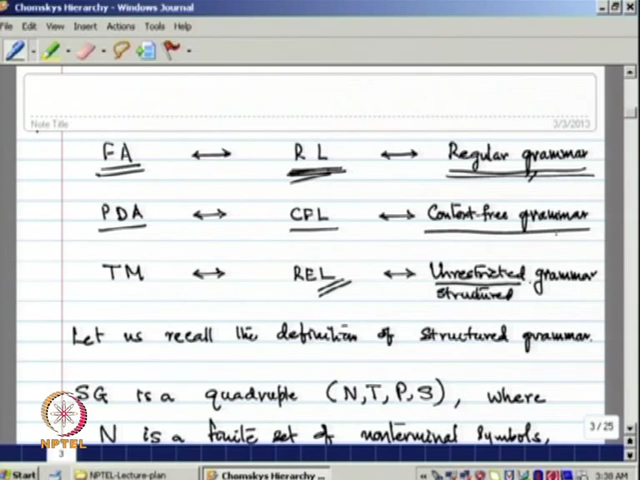 Chomskys Hierarchy - Windows Journal
File Edit View Insert Actions Tools Help
Note Title
3/3/2013
FA ↔ RL ↔ Regular grammar
PDA ↔ CFL ↔ Context-free grammar
TM ↔ REL ↔ Unrestricted grammar
structured
Let us recall the definition of structured grammar.
SG is a quadruple (N,T,P,S), where
N is a finite set of nonterminal symbols,
3 / 25
NPTEL
3
Start NPTEL-Lecture-plan Chomskys Hierarchy - ... 3:38 AM